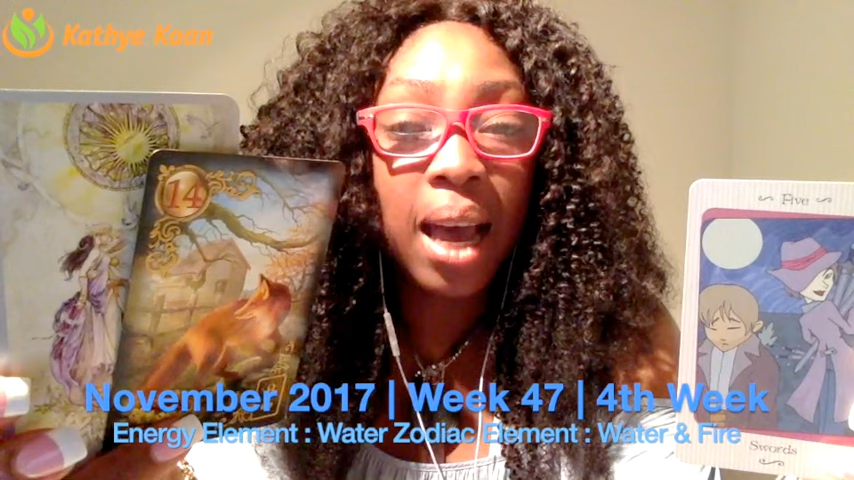 Kathye Koan
14
Five
November 2017 | Week 47 | 4th Week
Energy Element : Water Zodiac Element : Water & Fire
Swords